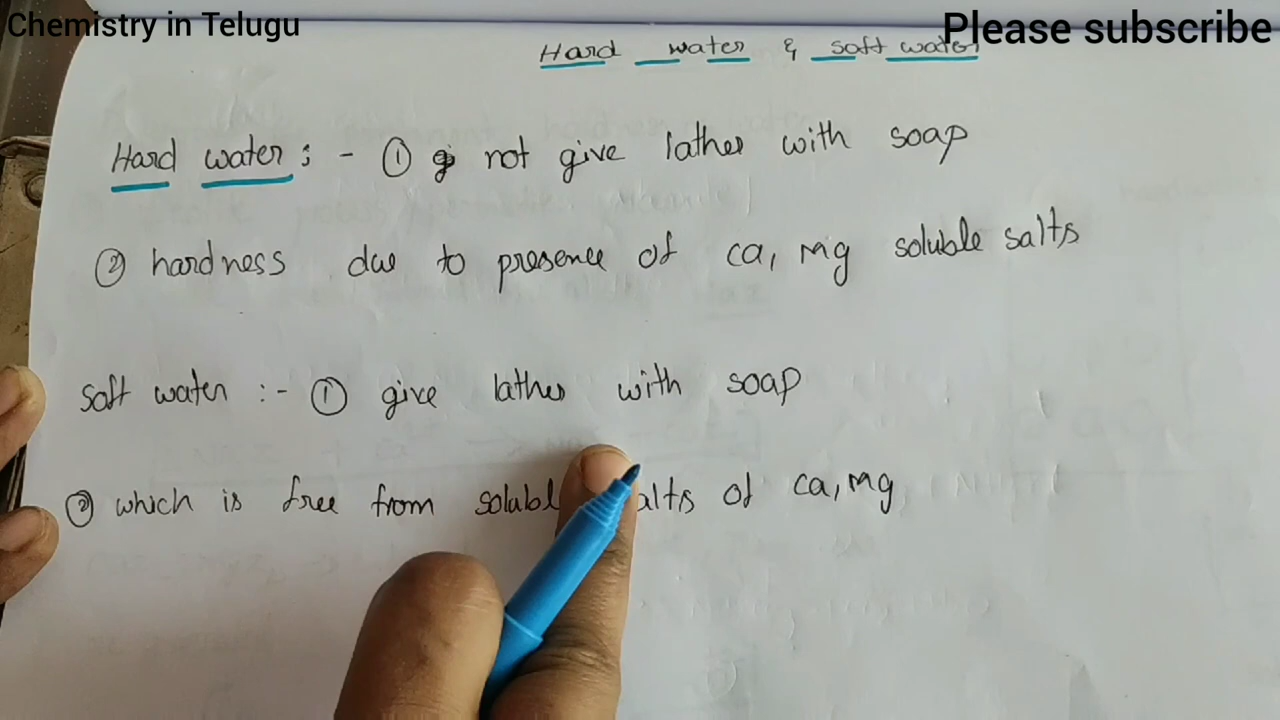 Chemistry in Telugu
Please subscribe
Hard water & soft water
Hard water :- ① not give lather with soap
② hardness due to presence of ca, Mg soluble salts
soft water :- ① give lather with soap
② which is free from of ca, Mg